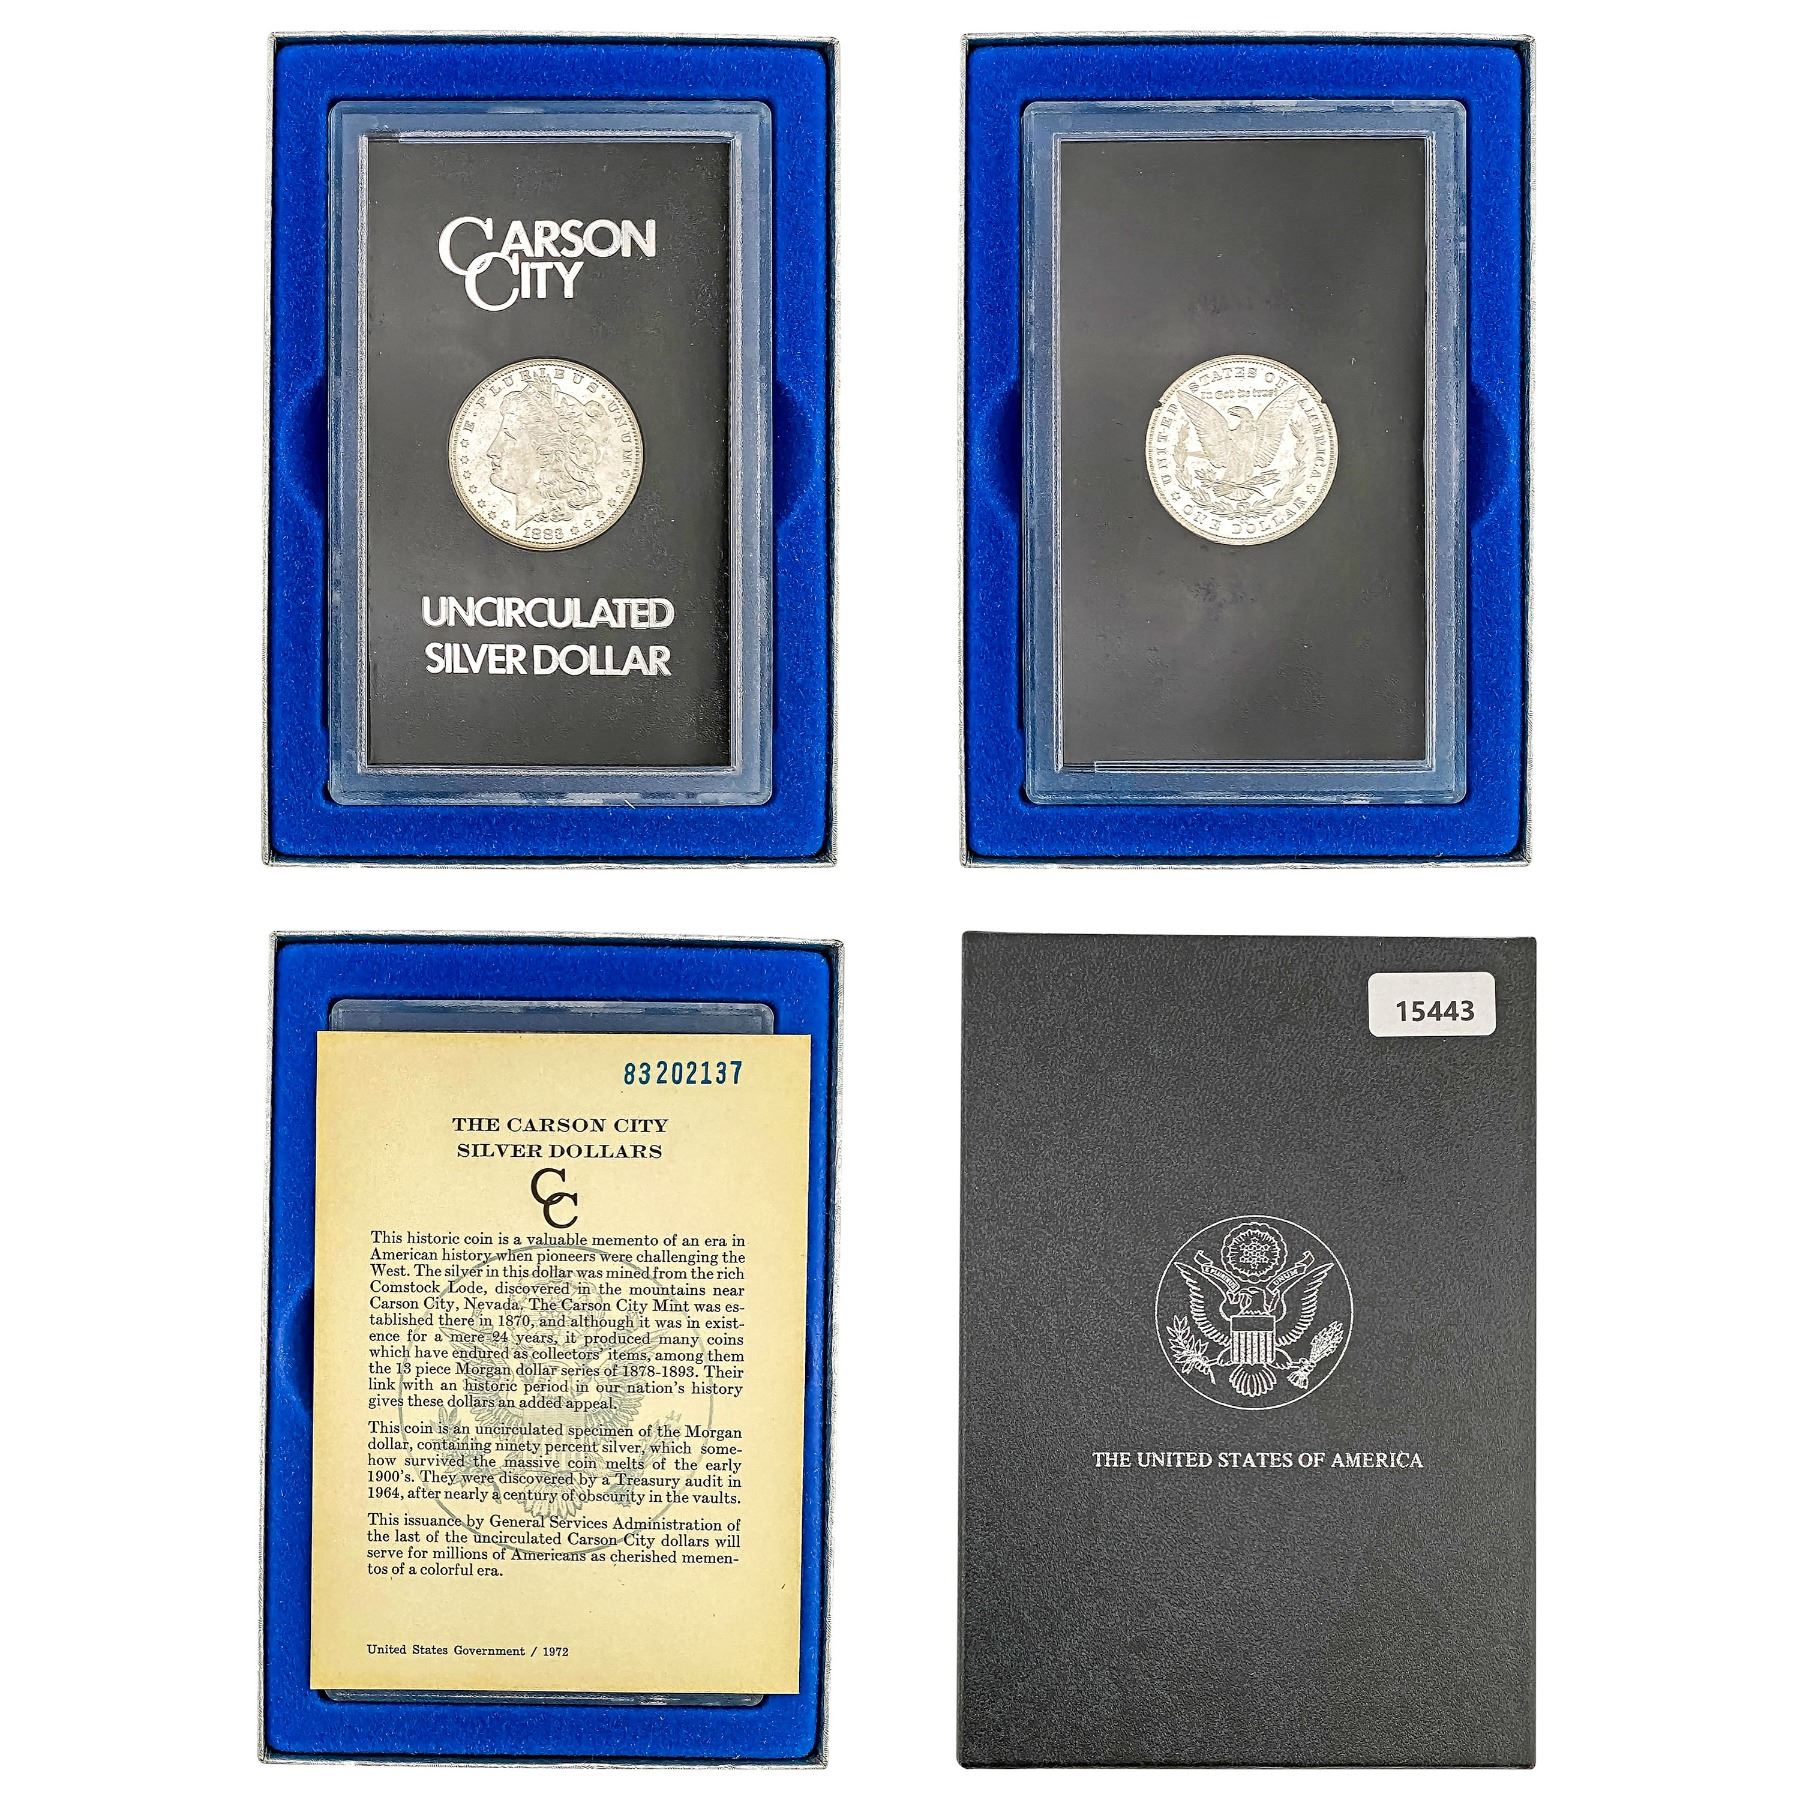 CARSON
CITY
E · PLURIBUS · UNUM
1883
UNCIRCULATED
SILVER DOLLAR
UNITED STATES OF AMERICA
In God we trust
ONE DOLLAR
83202137
THE CARSON CITY
SILVER DOLLARS
CC
This historic coin is a valuable memento of an era in
American history when pioneers were challenging the
West. The silver in this dollar was mined from the rich
Comstock Lode, discovered in the mountains near
Carson City, Nevada. The Carson City Mint was es-
tablished there in 1870, and although it was in exist-
ence for a mere 24 years, it produced many coins
which have endured as collectors' items, among them
the 13 piece Morgan dollar series of 1878-1893. Their
link with an historic period in our nation's history
gives these dollars an added appeal.
This coin is an uncirculated specimen of the Morgan
dollar, containing ninety percent silver, which some-
how survived the massive coin melts of the early
1900's. They were discovered by a Treasury audit in
1964, after nearly a century of obscurity in the vaults.
This issuance by General Services Administration of
the last of the uncirculated Carson City dollars will
serve for millions of Americans as cherished memen-
tos of a colorful era.
United States Government / 1972
15443
E PLURIBUS UNUM
THE UNITED STATES OF AMERICA